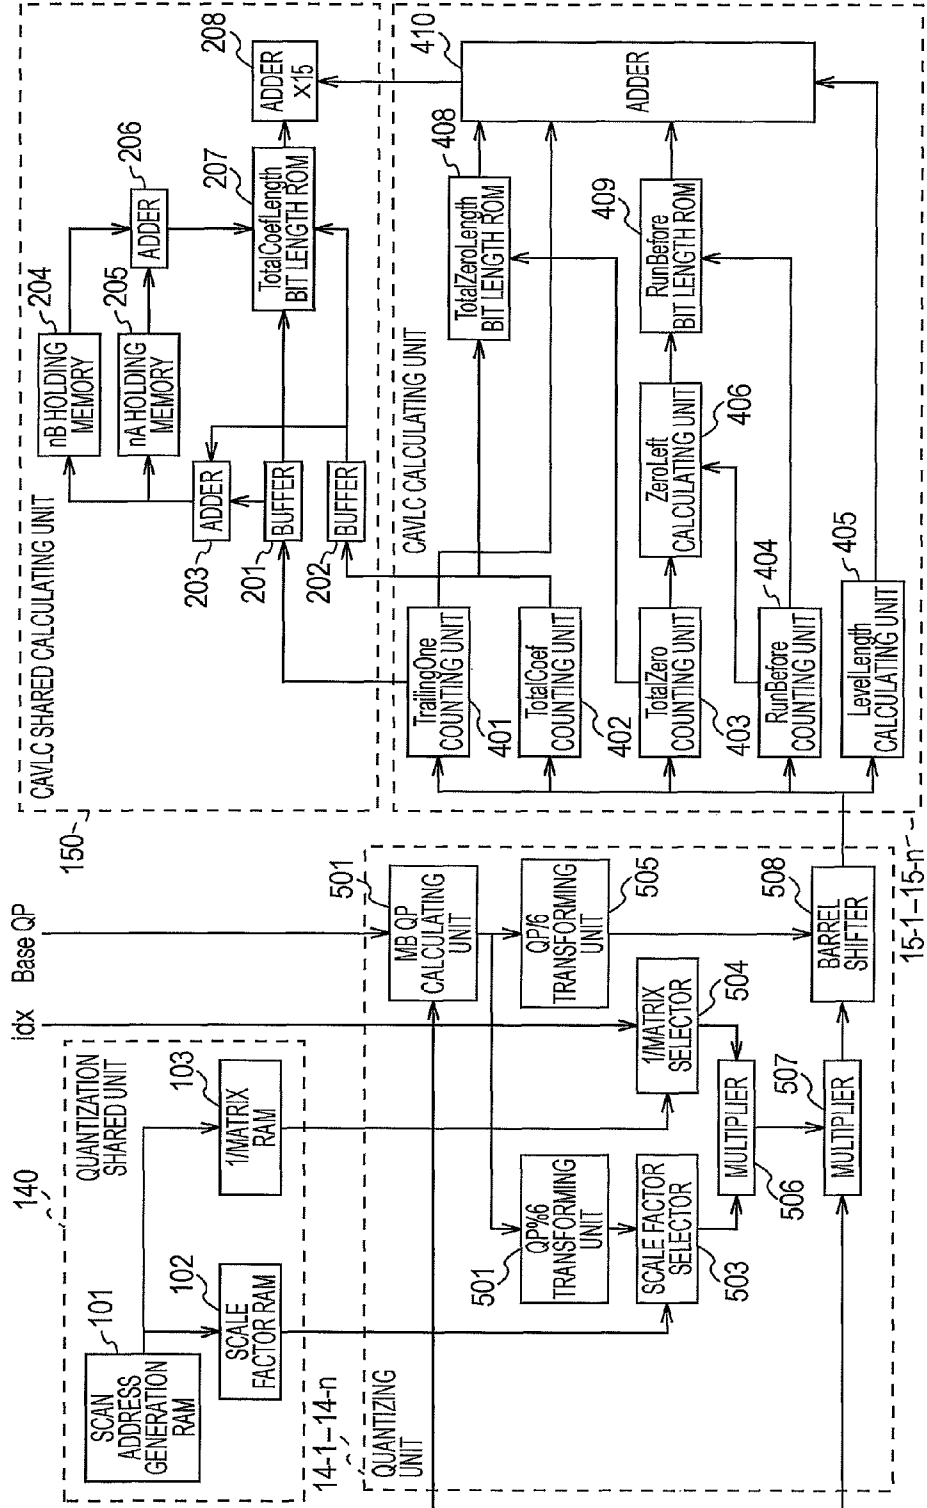 140
QUANTIZATION
SHARED UNIT
101
SCAN
ADDRESS
GENERATION
RAM
102
SCALE
FACTOR RAM
103
1/MATRIX
RAM
idx
Base QP
14-1–14-n
QUANTIZING
UNIT
501
MB QP
CALCULATING
UNIT
501
QP%6
TRANSFORMING
UNIT
QP/6
TRANSFORMING
UNIT
505
SCALE FACTOR
SELECTOR
503
1/MATRIX
SELECTOR
504
MULTIPLIER
506
MULTIPLIER
507
BARREL
SHIFTER
508
150
CAVLC SHARED CALCULATING UNIT
nB HOLDING
MEMORY
204
nA HOLDING
MEMORY
205
ADDER
206
ADDER
203
BUFFER
201
BUFFER
202
TotalCoefLength
BIT LENGTH ROM
207
ADDER
×15
208
15-1–15-n
CAVLC CALCULATING UNIT
TrailingOne
COUNTING UNIT
401
TotalCoef
COUNTING UNIT
402
TotalZero
COUNTING UNIT
403
RunBefore
COUNTING UNIT
404
LevelLength
CALCULATING UNIT
405
ZeroLeft
CALCULATING UNIT
406
TotalZeroLength
BIT LENGTH ROM
408
RunBefore
BIT LENGTH ROM
409
ADDER
410